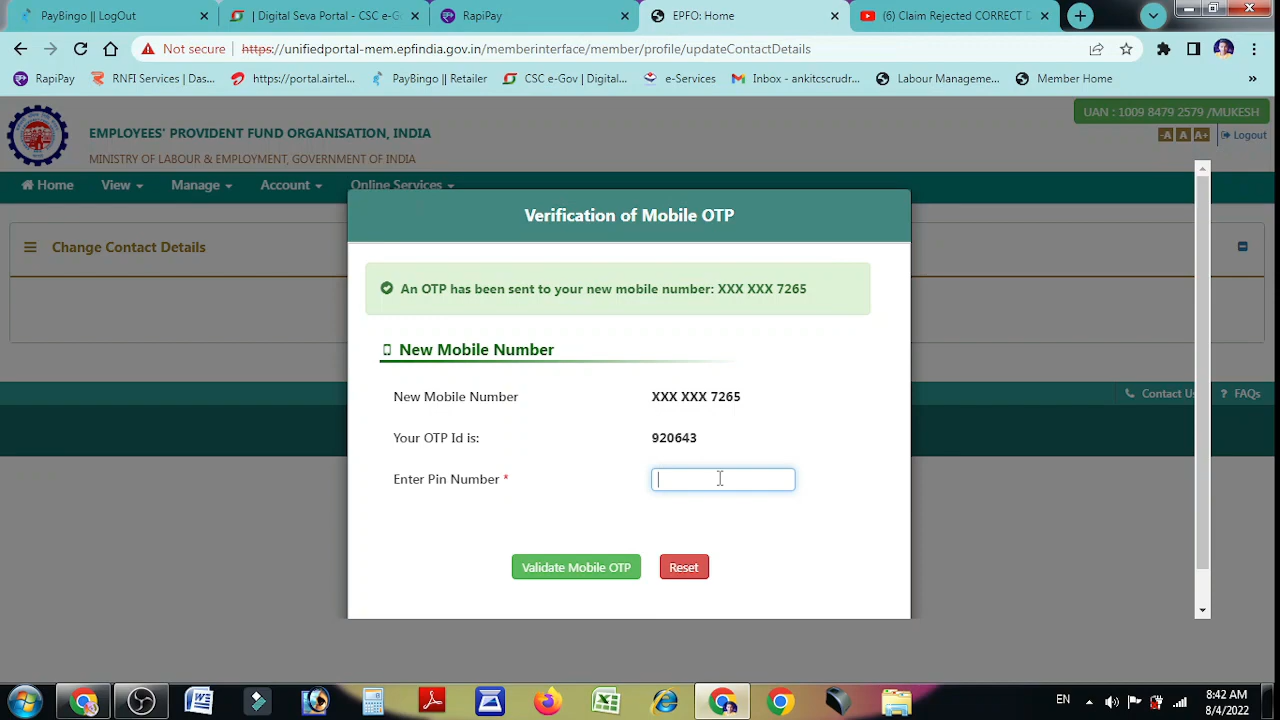 PayBingo || LogOut
| Digital Seva Portal - CSC e-G
RapiPay
EPFO: Home
(6) Claim Rejected CORRECT D
Not secure | https://unifiedportal-mem.epfindia.gov.in/memberinterface/member/profile/updateContactDetails
RapiPay
RNFI Services | Das...
https://portal.airtel...
PayBingo || Retailer
CSC e-Gov | Digital...
e-Services
Inbox - ankitcscrudr...
Labour Manageme...
Member Home
»
UAN : 1009 8479 2579 /MUKESH
EMPLOYEES' PROVIDENT FUND ORGANISATION, INDIA
-A A A+ Logout
MINISTRY OF LABOUR & EMPLOYMENT, GOVERNMENT OF INDIA
Home
View
Manage
Account
Online Services
Verification of Mobile OTP
Change Contact Details
An OTP has been sent to your new mobile number: XXX XXX 7265
New Mobile Number
New Mobile Number XXX XXX 7265
Contact Us
? FAQs
Your OTP Id is: 920643
Enter Pin Number *
Validate Mobile OTP
Reset
EN
8:42 AM
8/4/2022